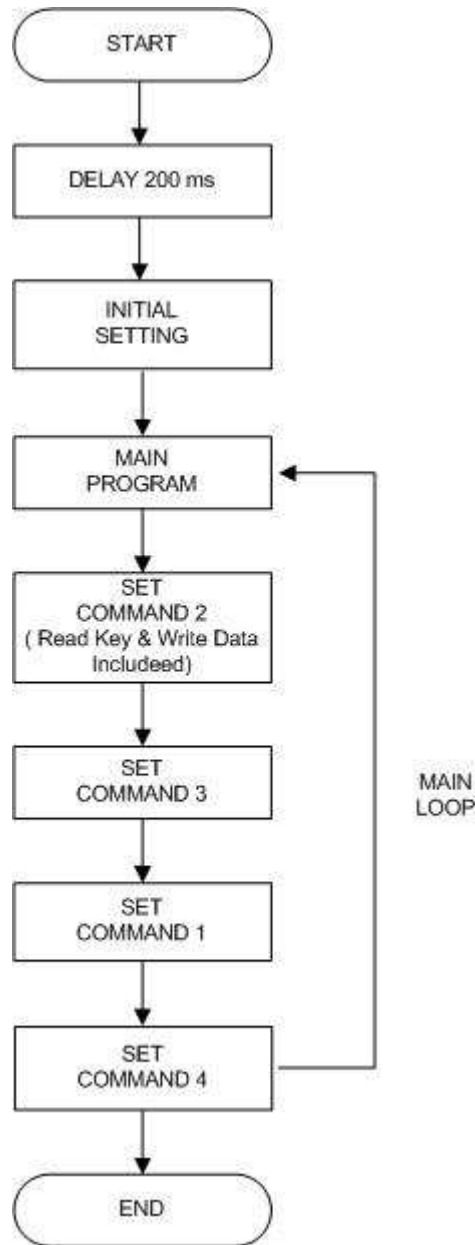 START
DELAY 200 ms
INITIAL
SETTING
MAIN
PROGRAM
SET
COMMAND 2
( Read Key & Write Data
Includeed)
SET
COMMAND 3
MAIN
LOOP
SET
COMMAND 1
SET
COMMAND 4
END